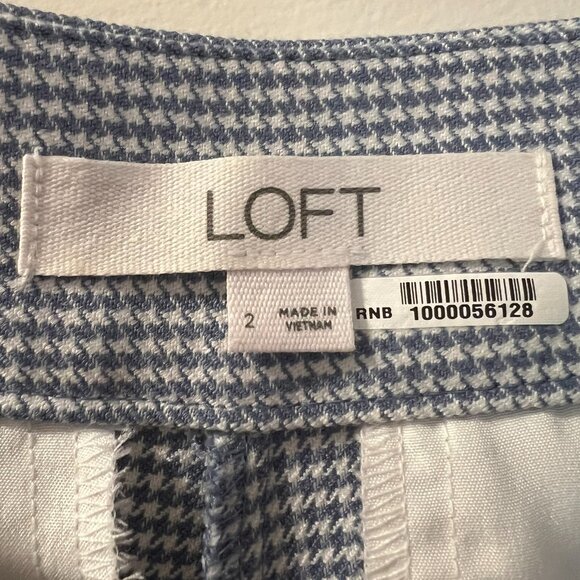 LOFT
2
MADE IN
VIETNAM
RNB 1000056128